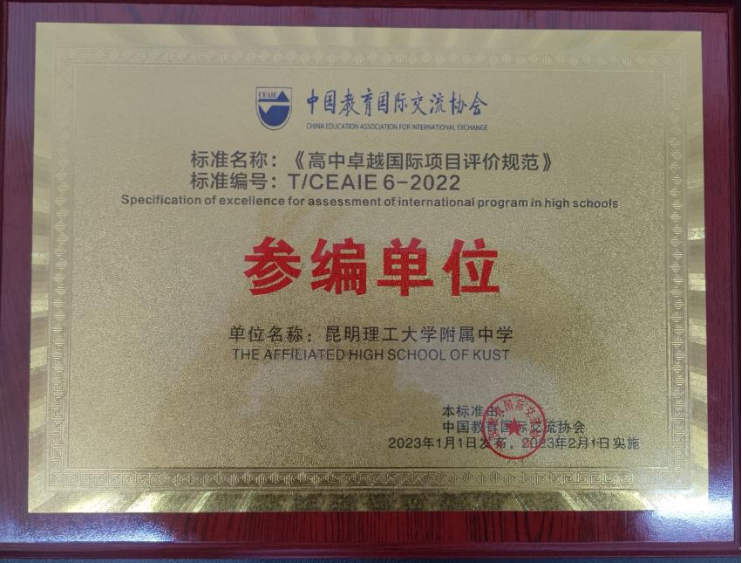 CEAIE
中国教育国际交流协会
CHINA EDUCATION ASSOCIATION FOR INTERNATIONAL EXCHANGE
标准名称：《高中卓越国际项目评价规范》
标准编号：T/CEAIE 6-2022
Specification of excellence for assessment of international program in high schools
参编单位
单位名称：昆明理工大学附属中学
THE AFFILIATED HIGH SCHOOL OF KUST
本标准由：
中国教育国际交流协会
2023年1月1日发布，2023年2月1日实施